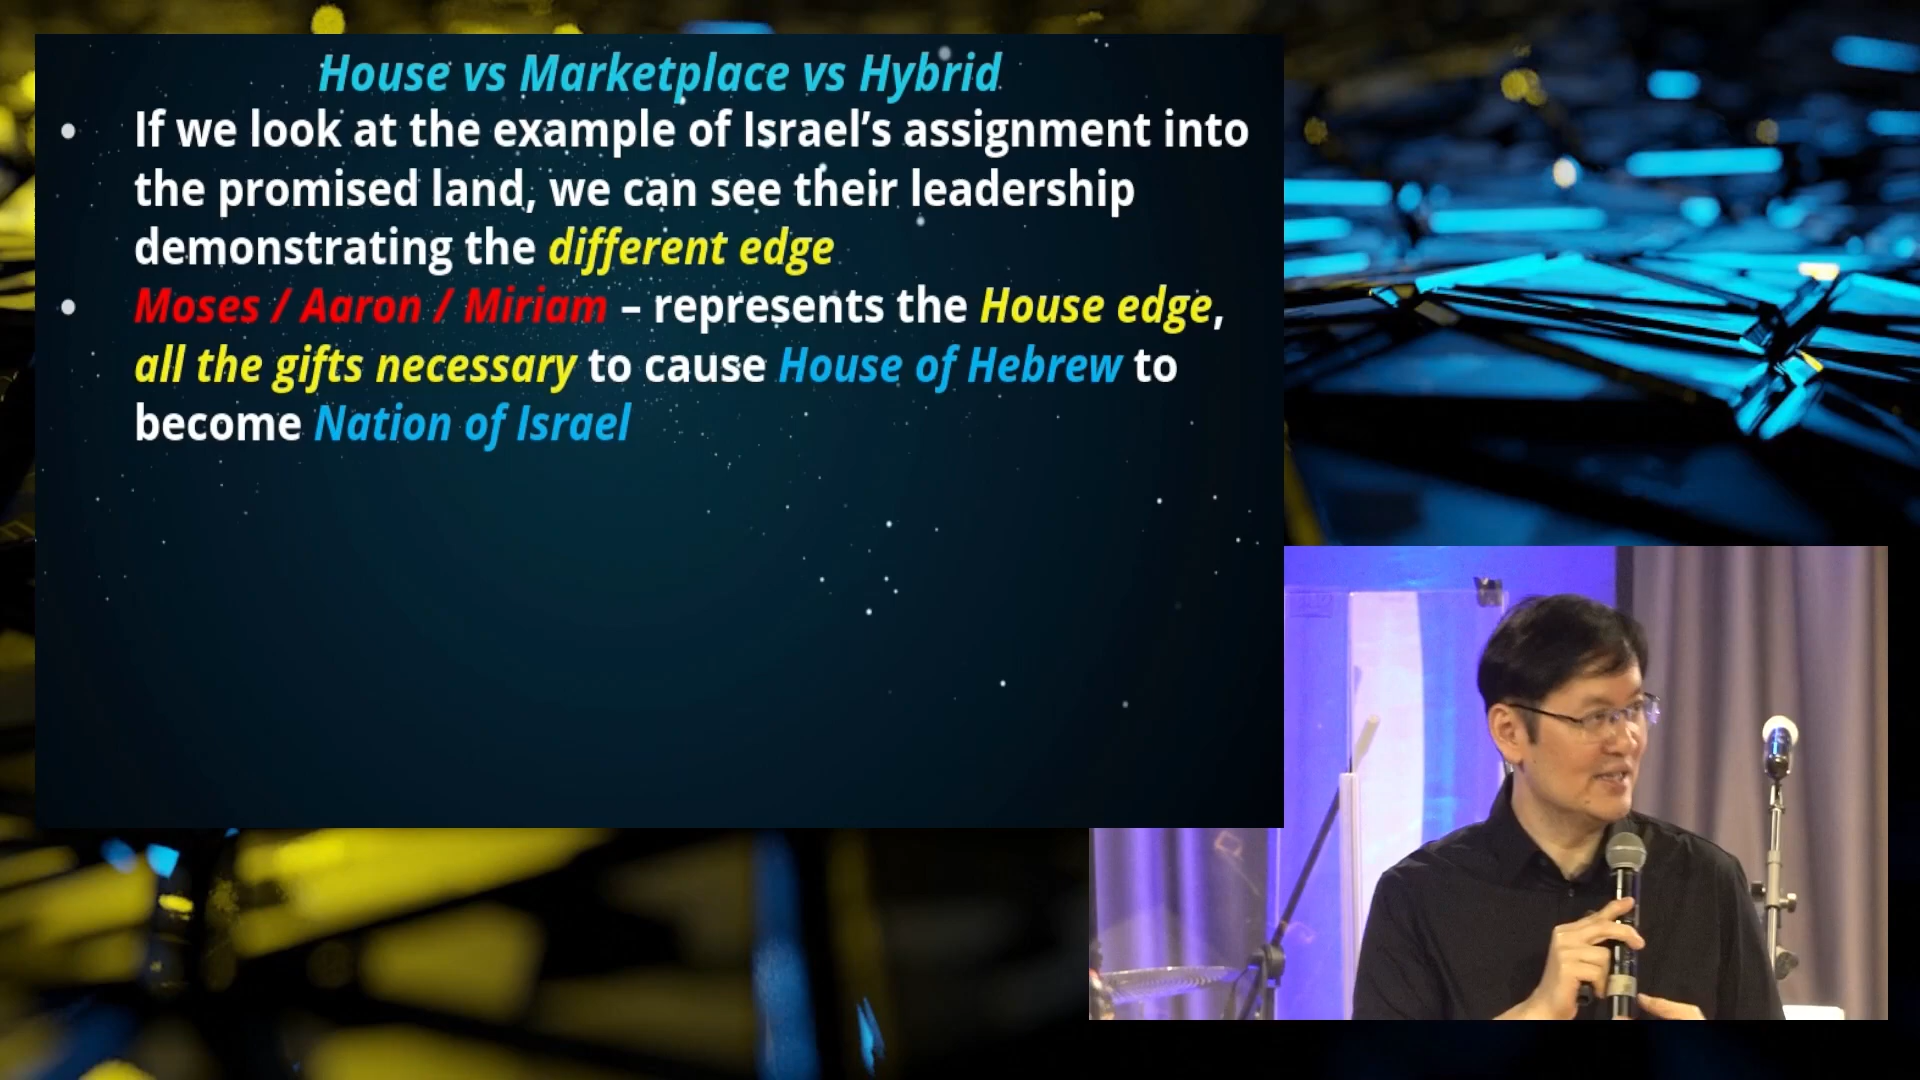 House vs Marketplace vs Hybrid
• If we look at the example of Israel’s assignment into
the promised land, we can see their leadership
demonstrating the different edge
• Moses / Aaron / Miriam – represents the House edge,
all the gifts necessary to cause House of Hebrew to
become Nation of Israel